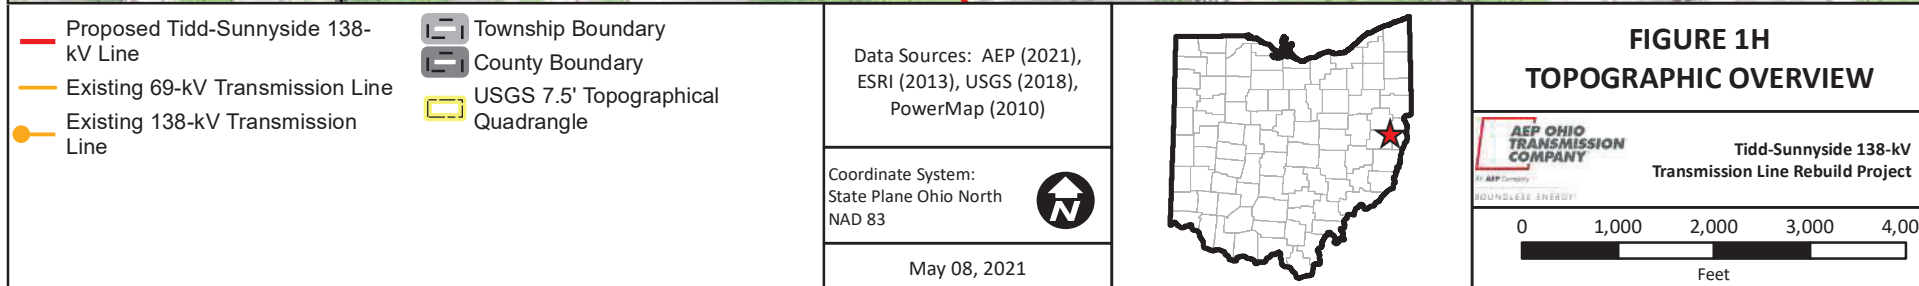 Proposed Tidd-Sunnyside 138-
kV Line
Existing 69-kV Transmission Line
Existing 138-kV Transmission
Line
Township Boundary
County Boundary
USGS 7.5' Topographical
Quadrangle
Data Sources: AEP (2021),
ESRI (2013), USGS (2018),
PowerMap (2010)
Coordinate System:
State Plane Ohio North
NAD 83
N
May 08, 2021
FIGURE 1H
TOPOGRAPHIC OVERVIEW
AEP OHIO
TRANSMISSION
COMPANY
An AEP Company
BOUNDLESS ENERGY
Tidd-Sunnyside 138-kV
Transmission Line Rebuild Project
0 1,000 2,000 3,000 4,00
Feet